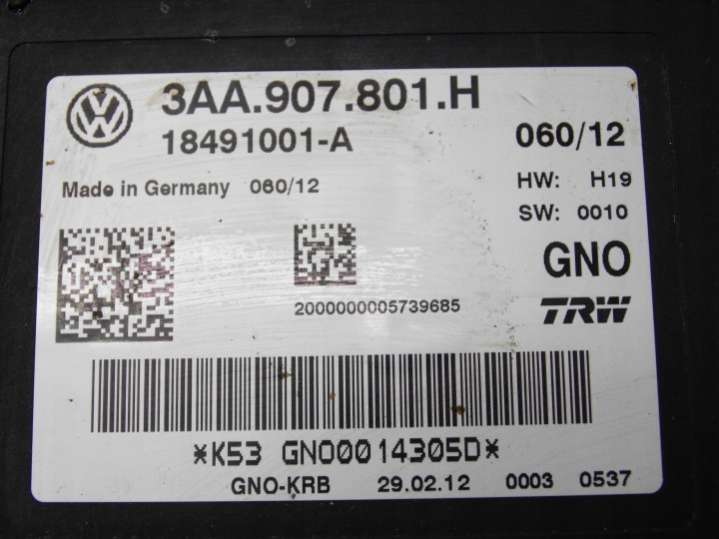 3AA.907.801.H
18491001-A
060/12
Made in Germany 060/12
HW: H19
SW: 0010
GNO
2000000005739685
TRW
*K53 GNO00014305D*
GNO-KRB 29.02.12 0003 0537